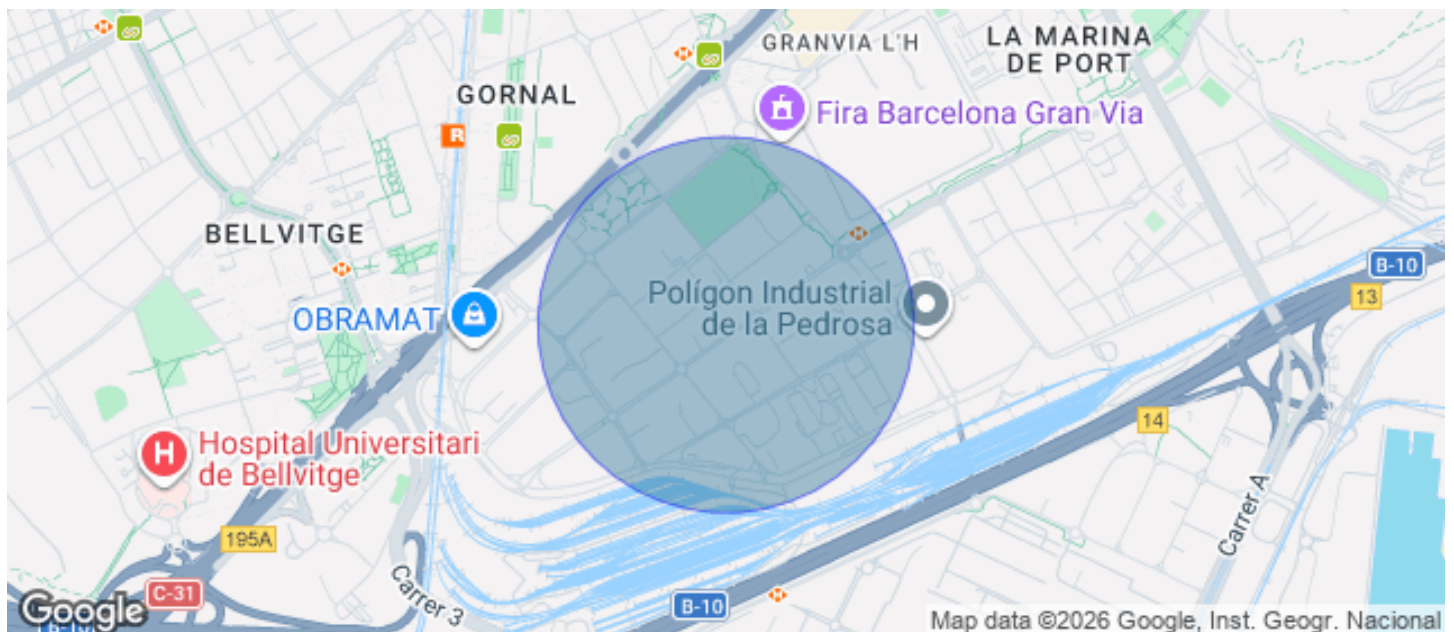 GRANVIA L'H
LA MARINA
DE PORT
GORNAL
R
Fira Barcelona Gran Via
BELLVITGE
B-10
13
Polígon Industrial
de la Pedrosa
OBRAMAT
14
H
Hospital Universitari
de Bellvitge
195A
Carrer A
C-31
Carrer 3
B-10
Google
B-10
Map data ©2026 Google, Inst. Geogr. Nacional